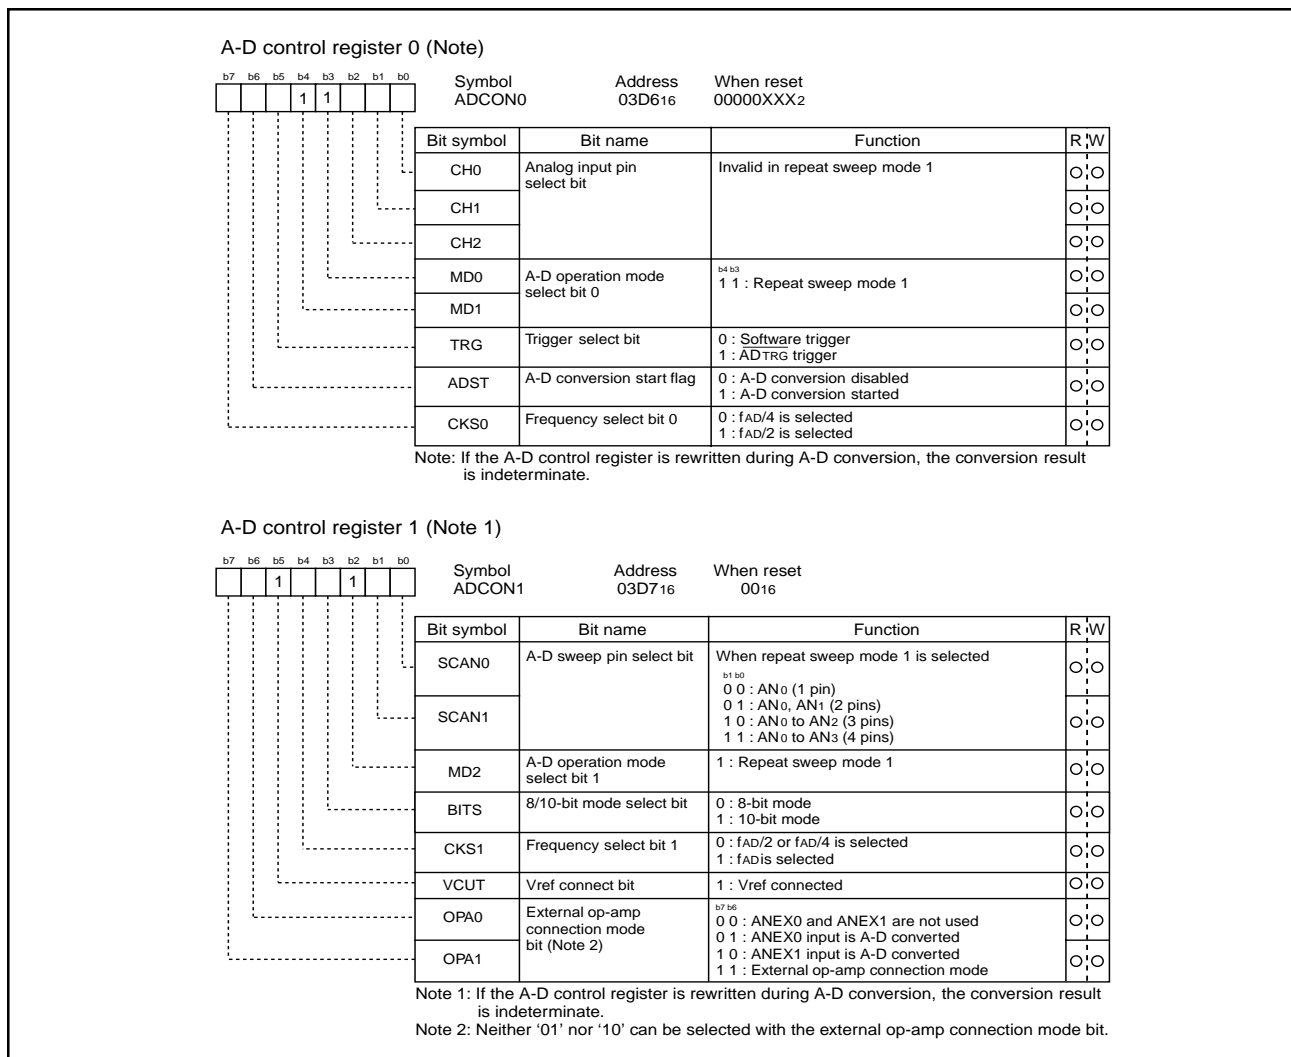 A-D control register 0 (Note)
b7 b6 b5 b4 b3 b2 b1 b0
1 1
Symbol Address When reset
ADCON0 03D616 00000XXX2
Bit symbol Bit name Function R W
CH0 Analog input pin select bit Invalid in repeat sweep mode 1
CH1
CH2
MD0 A-D operation mode select bit 0 b4 b3
1 1 : Repeat sweep mode 1
MD1
TRG Trigger select bit 0 : Software trigger
1 : ADTRG trigger
ADST A-D conversion start flag 0 : A-D conversion disabled
1 : A-D conversion started
CKS0 Frequency select bit 0 0 : fAD/4 is selected
1 : fAD/2 is selected
Note: If the A-D control register is rewritten during A-D conversion, the conversion result
is indeterminate.
A-D control register 1 (Note 1)
b7 b6 b5 b4 b3 b2 b1 b0
1 1
Symbol Address When reset
ADCON1 03D716 0016
Bit symbol Bit name Function R W
SCAN0 A-D sweep pin select bit When repeat sweep mode 1 is selected
b1 b0
0 0 : AN0 (1 pin)
0 1 : AN0, AN1 (2 pins)
SCAN1 1 0 : AN0 to AN2 (3 pins)
1 1 : AN0 to AN3 (4 pins)
MD2 A-D operation mode select bit 1 1 : Repeat sweep mode 1
BITS 8/10-bit mode select bit 0 : 8-bit mode
1 : 10-bit mode
CKS1 Frequency select bit 1 0 : fAD/2 or fAD/4 is selected
1 : fAD is selected
VCUT Vref connect bit 1 : Vref connected
OPA0 External op-amp connection mode bit (Note 2) b7 b6
0 0 : ANEX0 and ANEX1 are not used
0 1 : ANEX0 input is A-D converted
OPA1 1 0 : ANEX1 input is A-D converted
1 1 : External op-amp connection mode
Note 1: If the A-D control register is rewritten during A-D conversion, the conversion result
is indeterminate.
Note 2: Neither ‘01’ nor ‘10’ can be selected with the external op-amp connection mode bit.